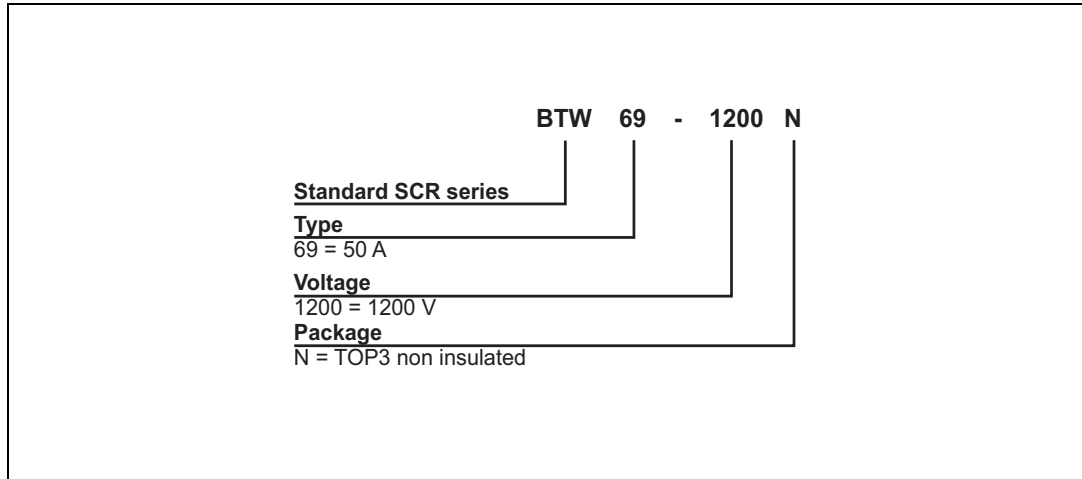 BTW 69 - 1200 N
Standard SCR series
Type
69 = 50 A
Voltage
1200 = 1200 V
Package
N = TOP3 non insulated